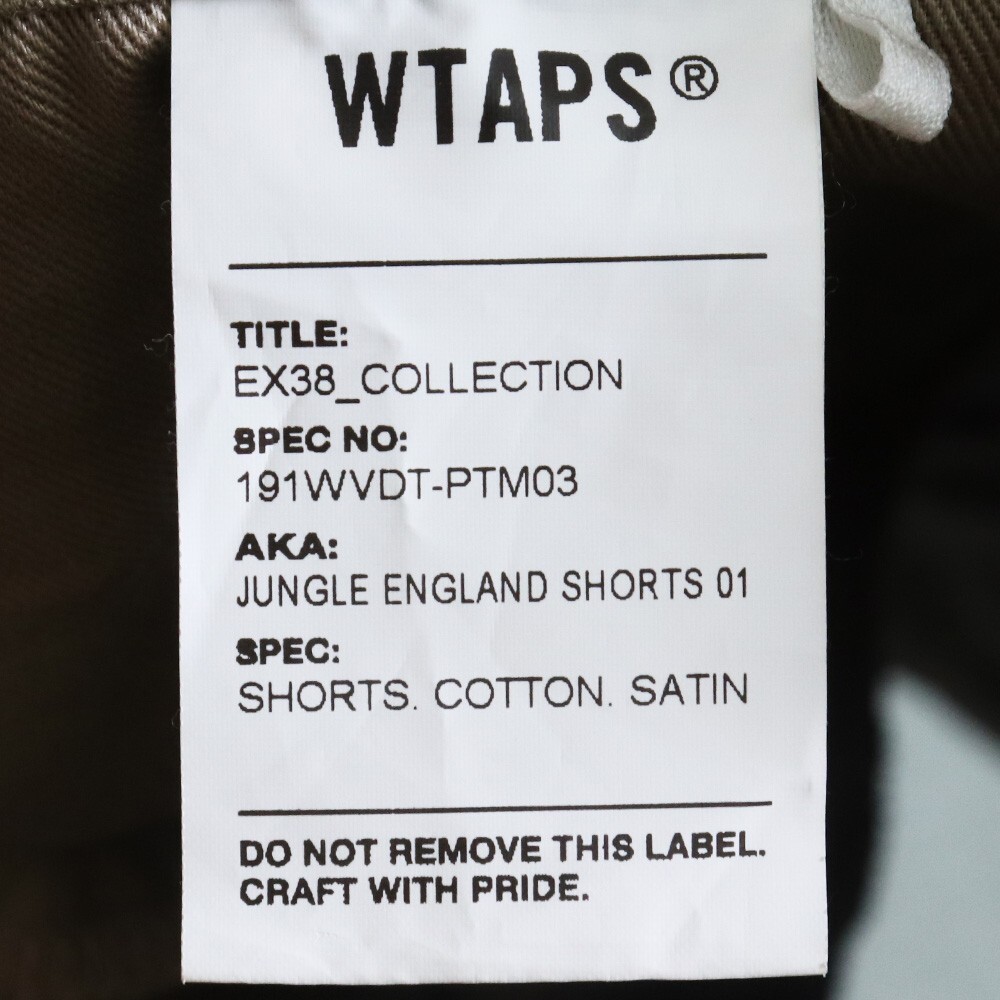 WTAPS®
TITLE:
EX38_COLLECTION
SPEC NO:
191WVDT-PTM03
AKA:
JUNGLE ENGLAND SHORTS 01
SPEC:
SHORTS. COTTON. SATIN
DO NOT REMOVE THIS LABEL.
CRAFT WITH PRIDE.